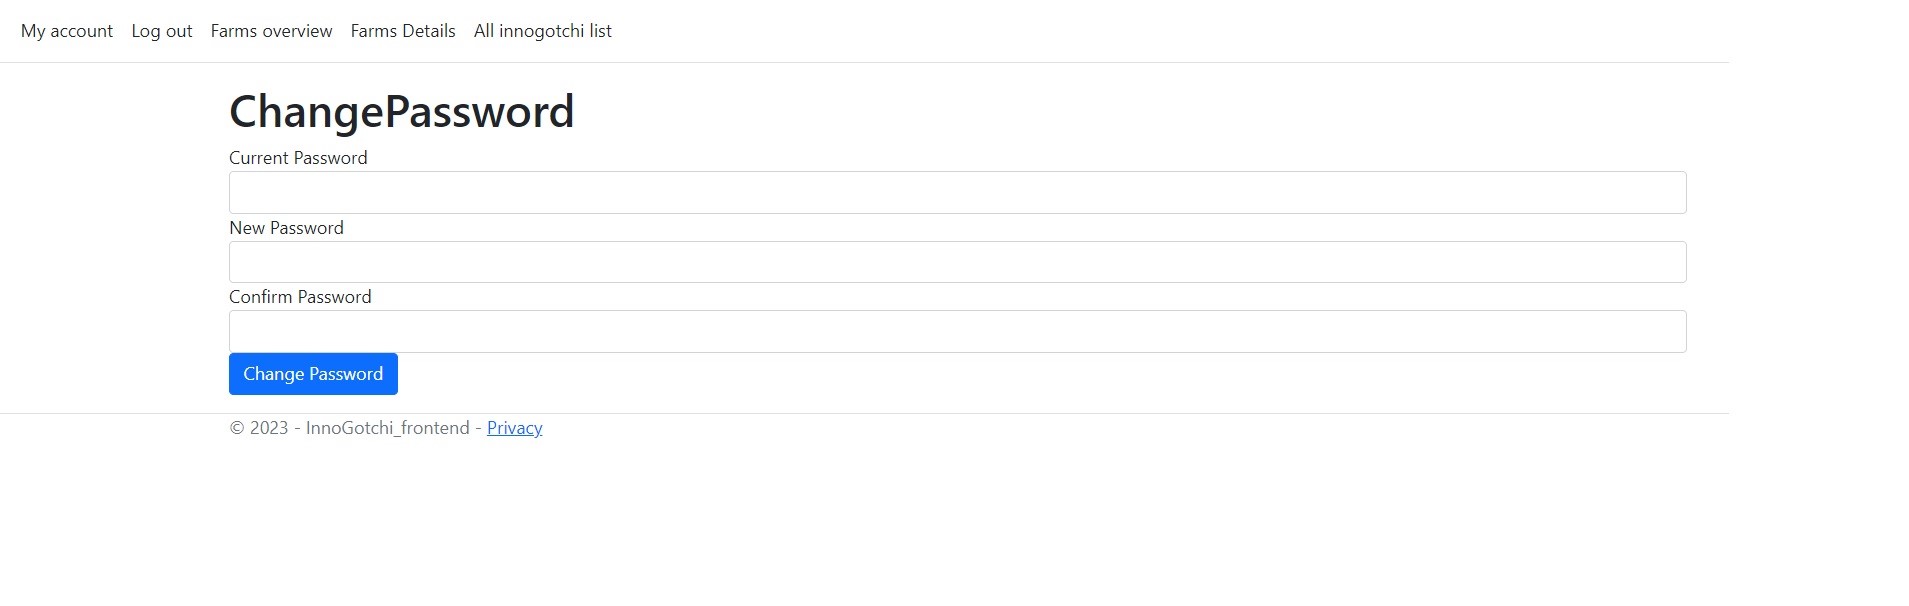 My account Log out Farms overview Farms Details All innogotchi list
ChangePassword
Current Password
New Password
Confirm Password
Change Password
© 2023 - InnoGotchi_frontend - Privacy